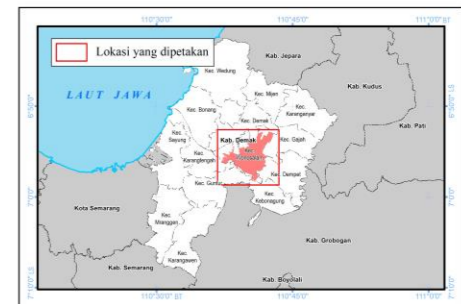 110°30'0"
110°45'0"
111°0'0" BT
Lokasi yang dipetakan
Kab. Jepara
Kec. Wedung
Kab. Kudus
LAUT JAWA
Kec. Mijen
Kec. Bonang
Kec. Karanganyar
Kec. Demak
Kec. Sayung
Kab. Demak
Kec. Gajah
Kab. Pati
Kec. Karangtengah
Kec. Wonosalam
Kec. Guntur
Kec. Dempet
Kec. Kebonagung
Kota Semarang
Kec. Mranggen
Kab. Grobogan
Kec. Karangawen
Kab. Semarang
Kab. Boyolali
110°30'0" BT
110°45'0"
111°0'0"